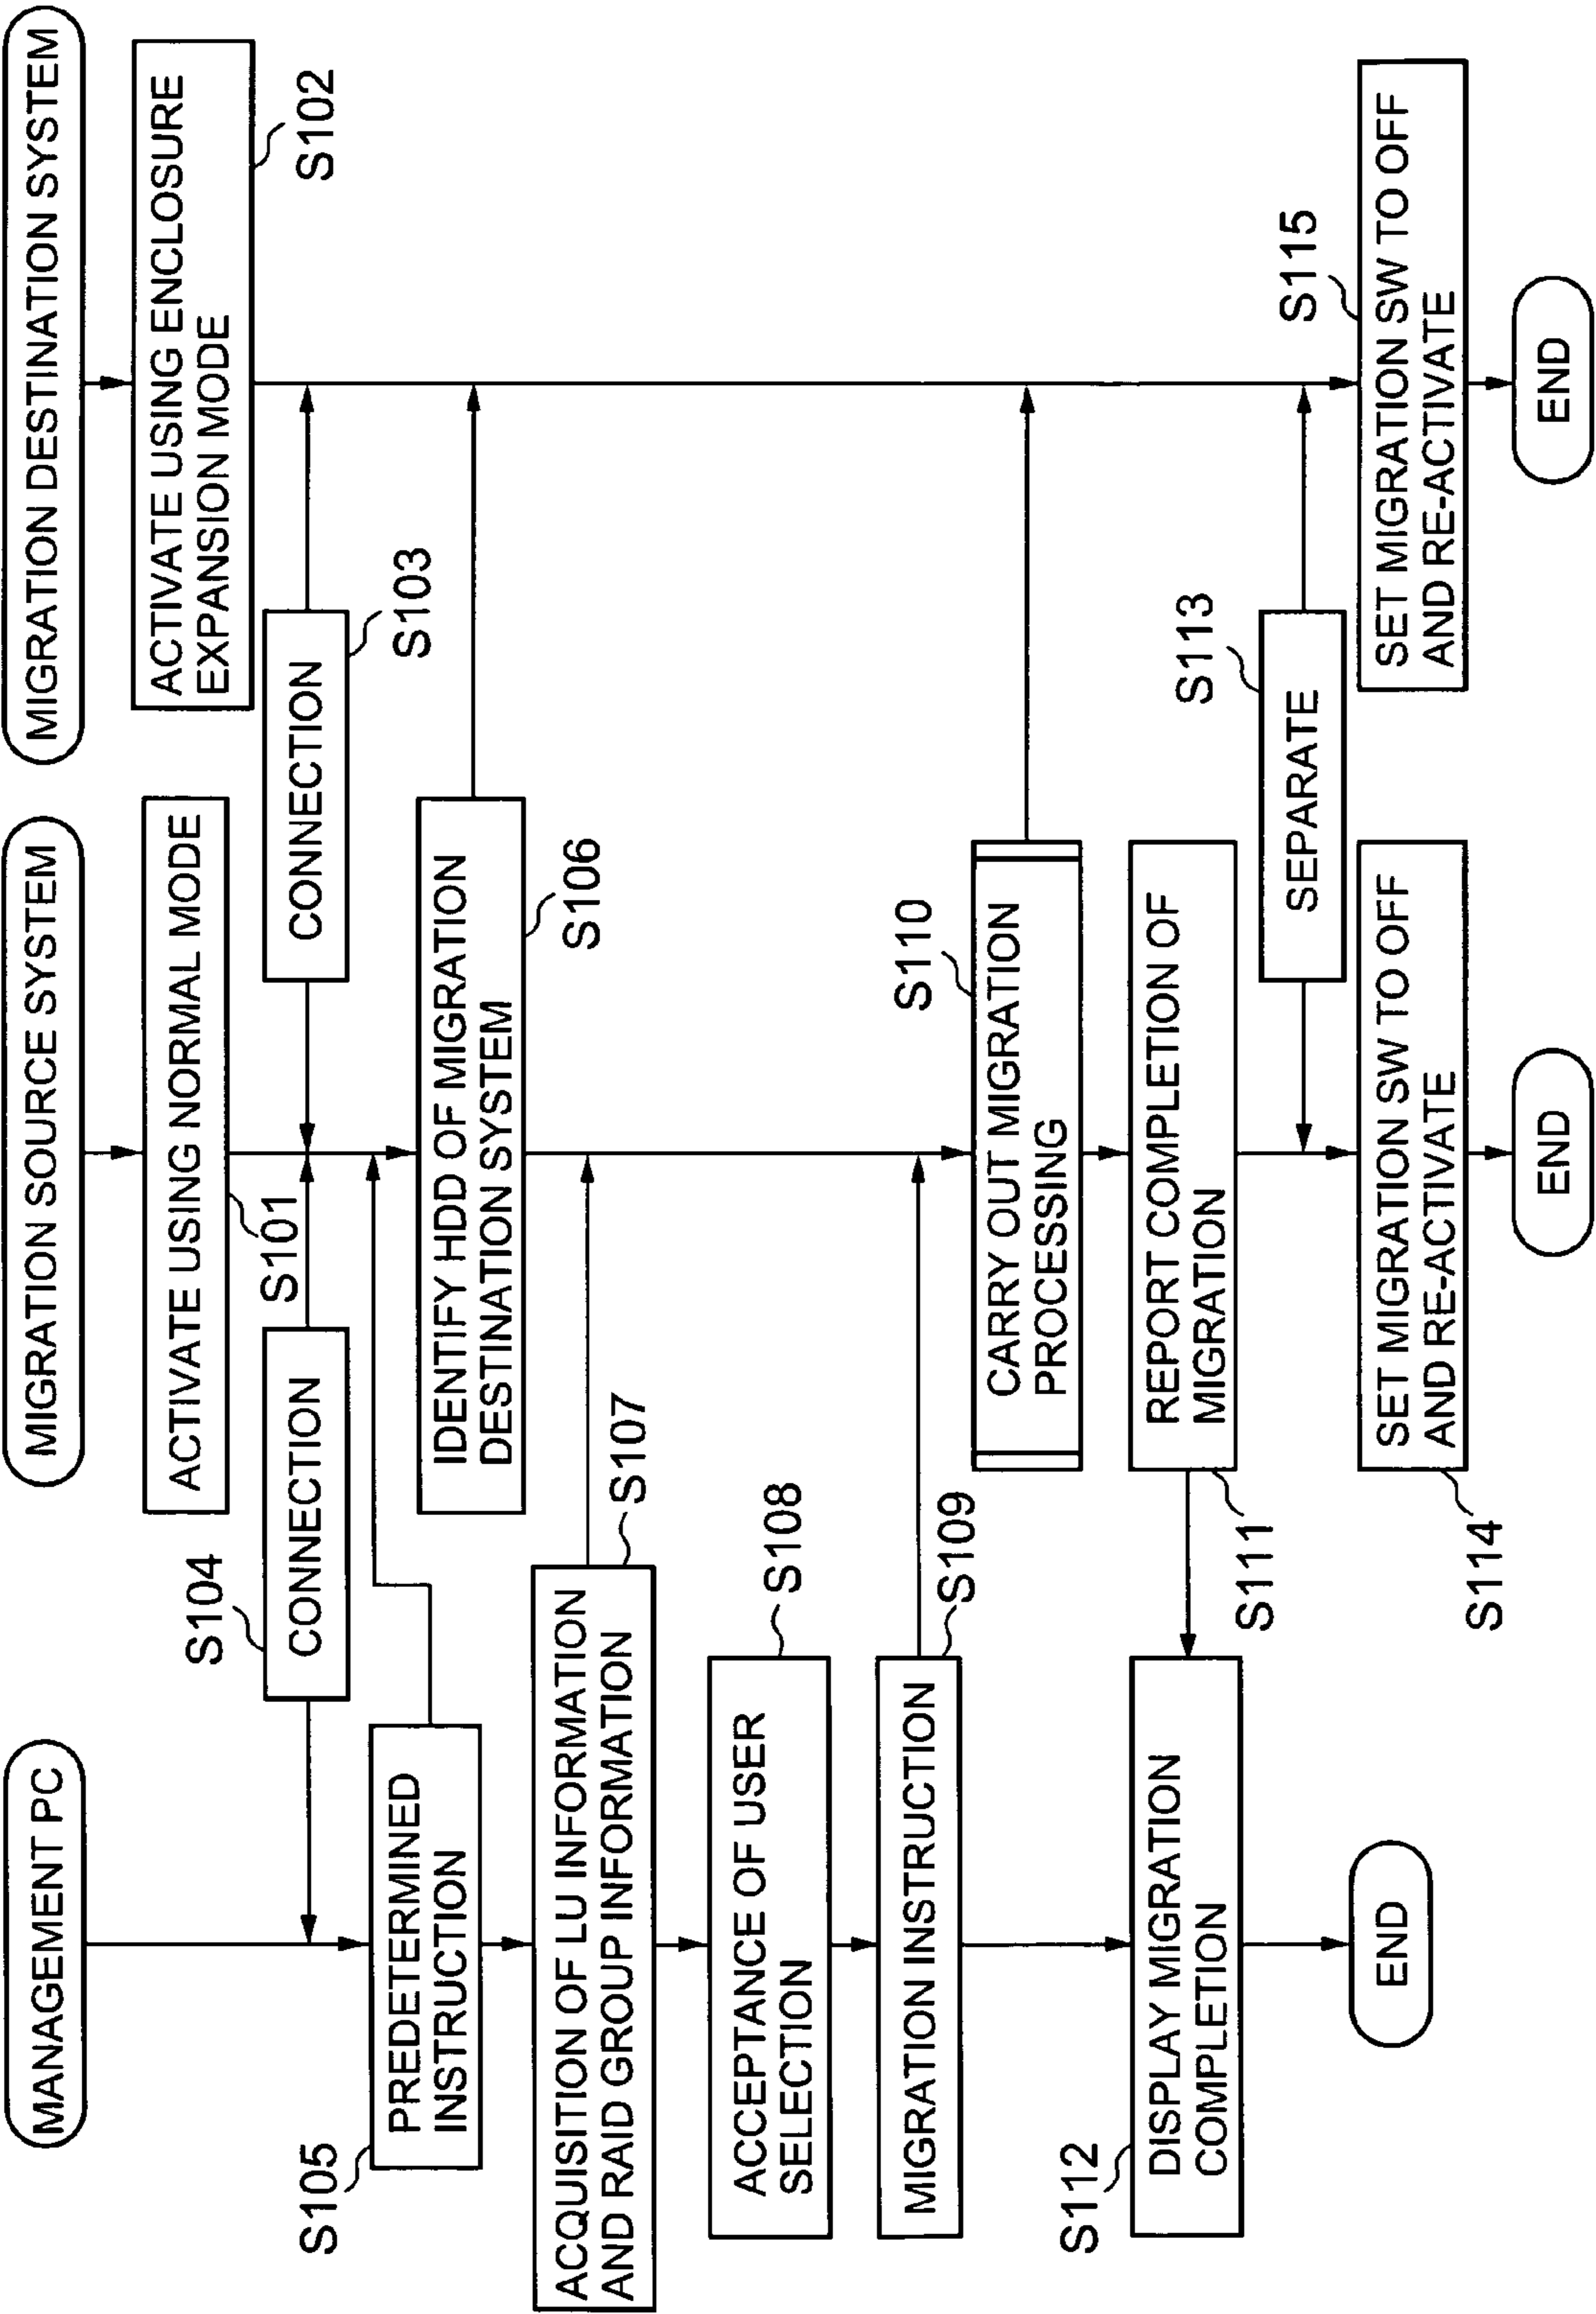 MANAGEMENT PC
MIGRATION SOURCE SYSTEM
MIGRATION DESTINATION SYSTEM
ACTIVATE USING NORMAL MODE
S101
ACTIVATE USING ENCLOSURE
EXPANSION MODE
S102
S104
CONNECTION
CONNECTION
S103
S105
PREDETERMINED
INSTRUCTION
IDENTIFY HDD OF MIGRATION
DESTINATION SYSTEM
S106
ACQUISITION OF LU INFORMATION
AND RAID GROUP INFORMATION
S107
ACCEPTANCE OF USER
SELECTION
S108
MIGRATION INSTRUCTION
S109
S110
CARRY OUT MIGRATION
PROCESSING
REPORT COMPLETION OF
MIGRATION
S111
S112
DISPLAY MIGRATION
COMPLETION
S113
SEPARATE
SET MIGRATION SW TO OFF
AND RE-ACTIVATE
S114
S115
SET MIGRATION SW TO OFF
AND RE-ACTIVATE
END
END
END